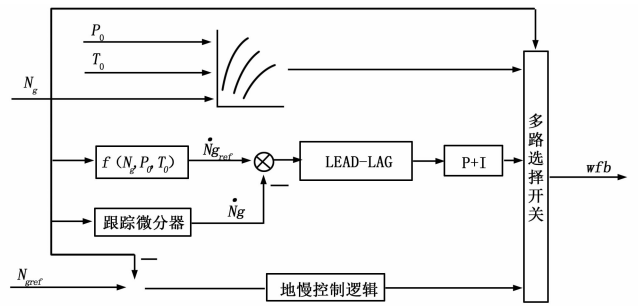 P0
T0
Ng
f(Ng,P0,T0)
Ṅgref
LEAD-LAG
P+I
多路选择开关
wfb
跟踪微分器
Ṅg
Ngref
地慢控制逻辑